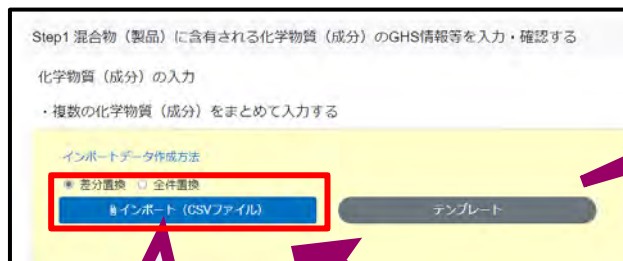 Step1 混合物（製品）に含有される化学物質（成分）のGHS情報等を入力・確認する
化学物質（成分）の入力
・複数の化学物質（成分）をまとめて入力する
インポートデータ作成方法
差分置換 全件置換
インポート（CSVファイル） テンプレート